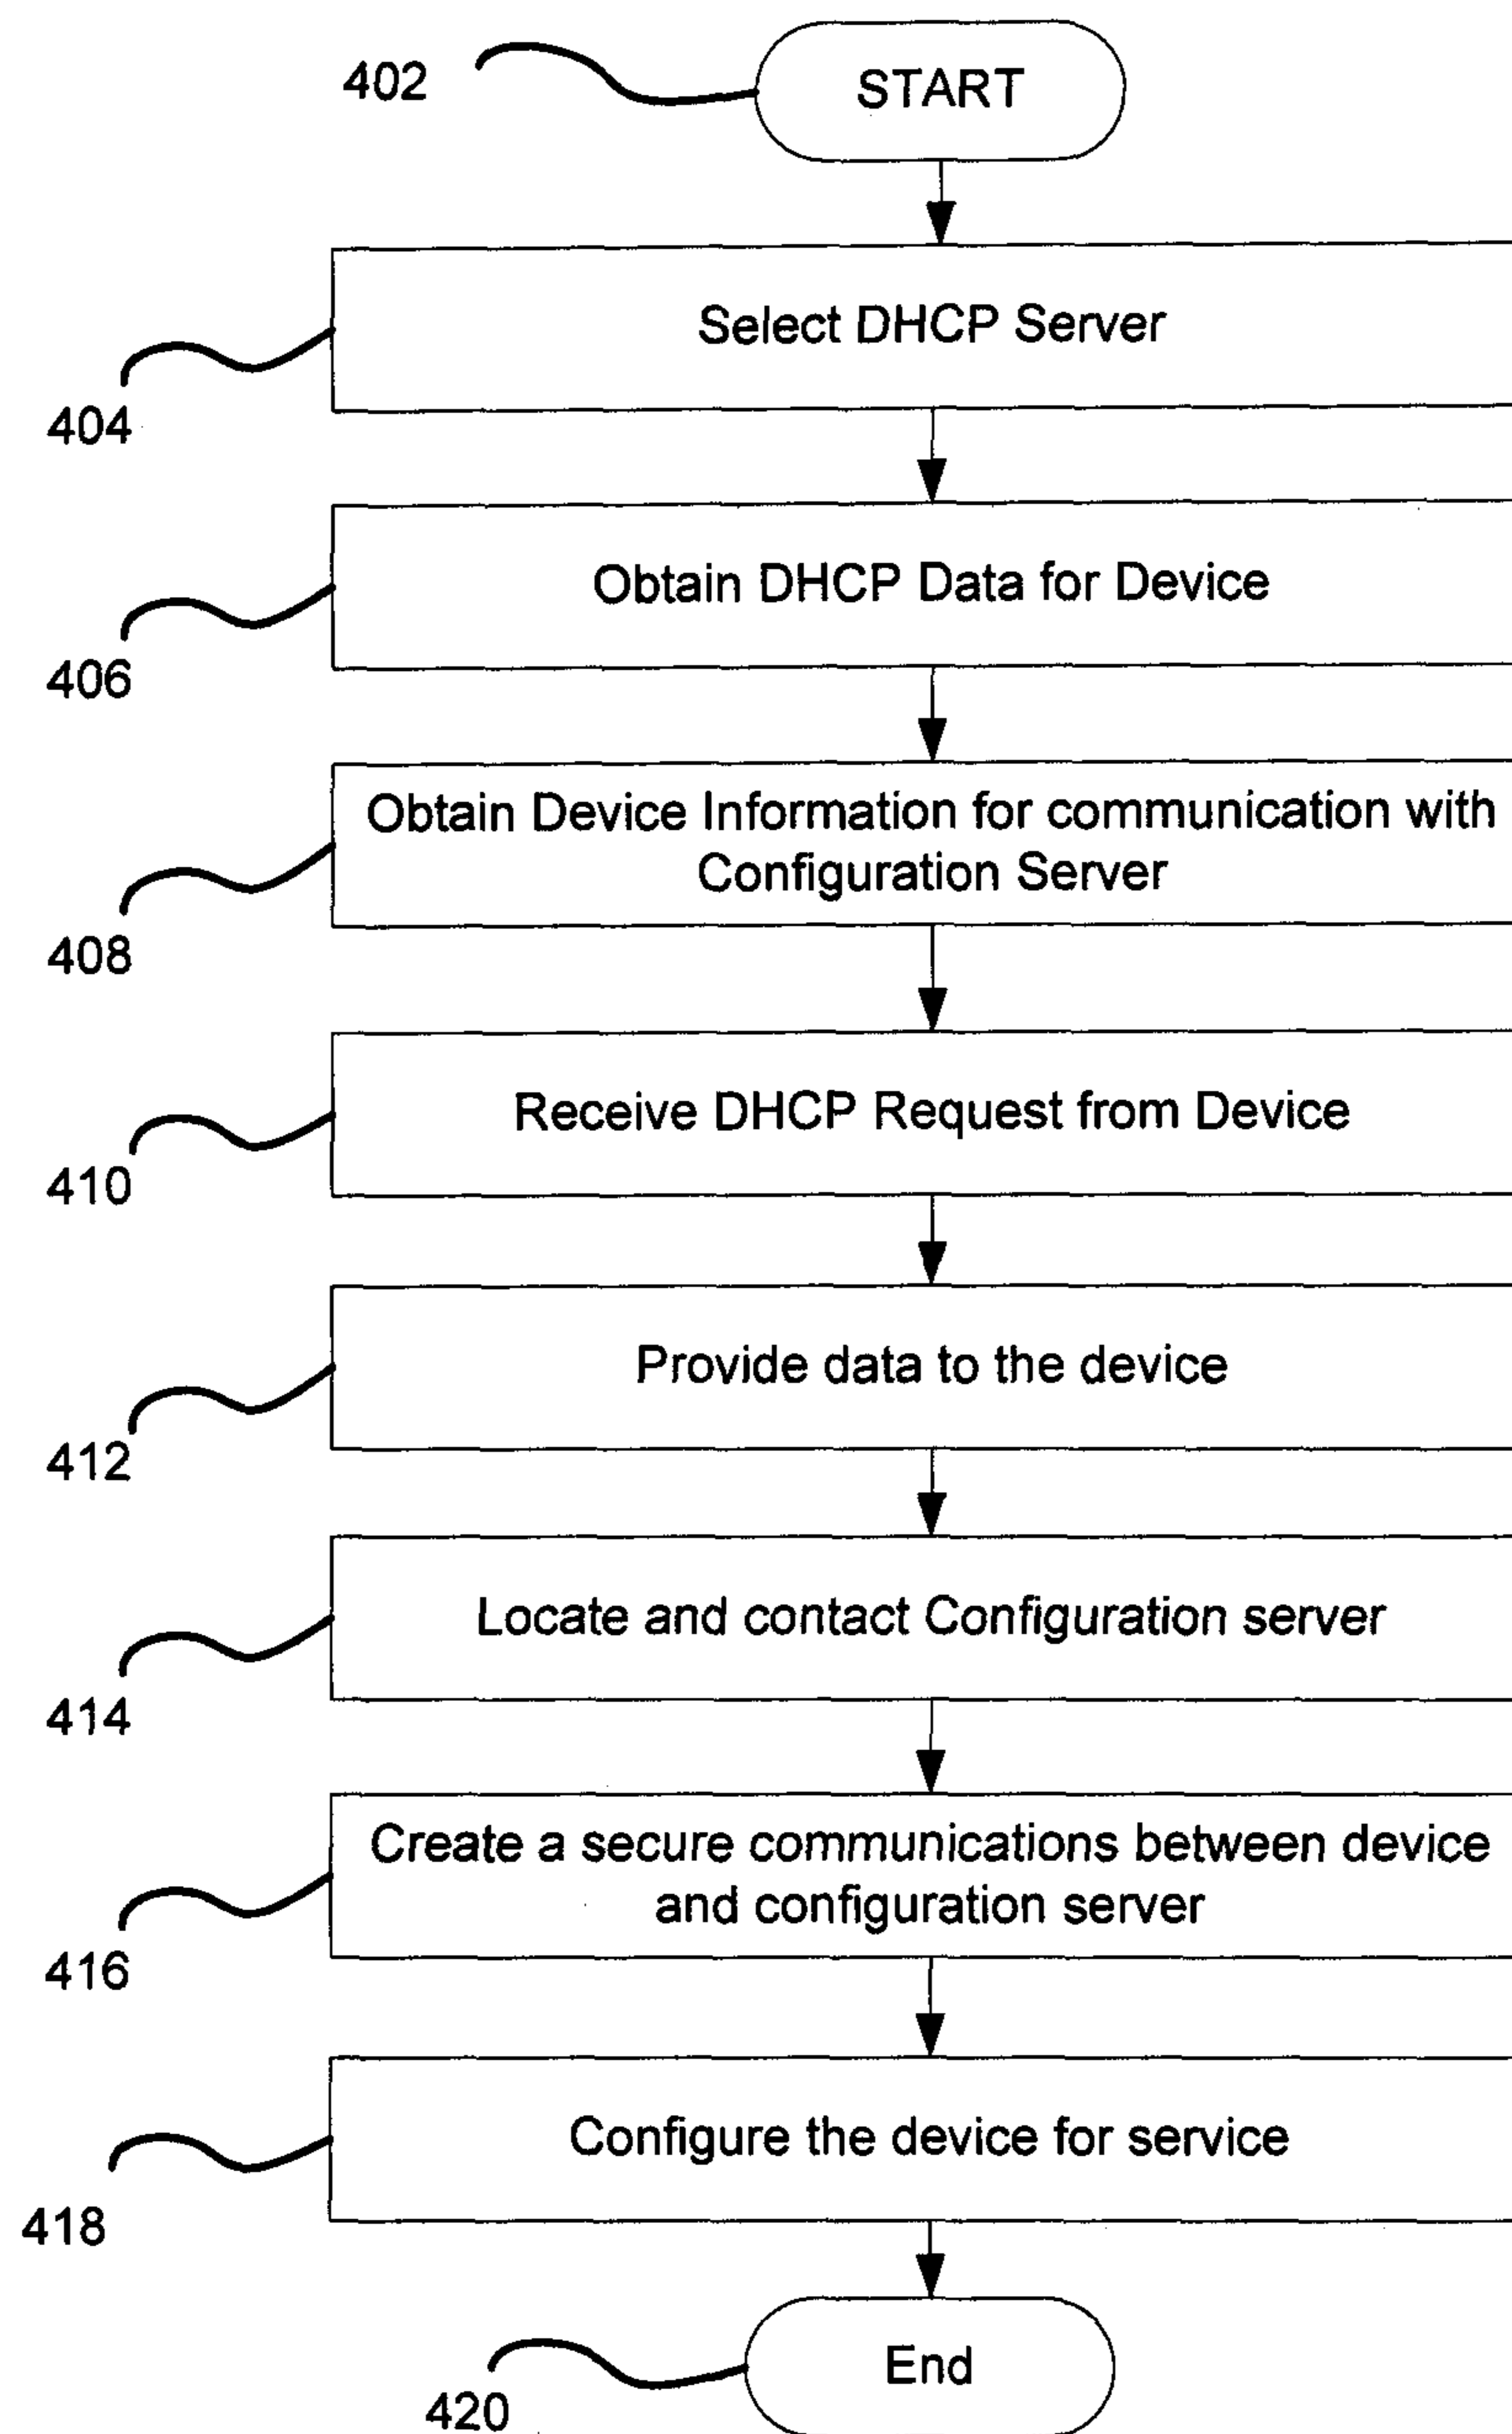 402
START
Select DHCP Server
404
Obtain DHCP Data for Device
406
Obtain Device Information for communication with
Configuration Server
408
Receive DHCP Request from Device
410
Provide data to the device
412
Locate and contact Configuration server
414
Create a secure communications between device
and configuration server
416
Configure the device for service
418
End
420